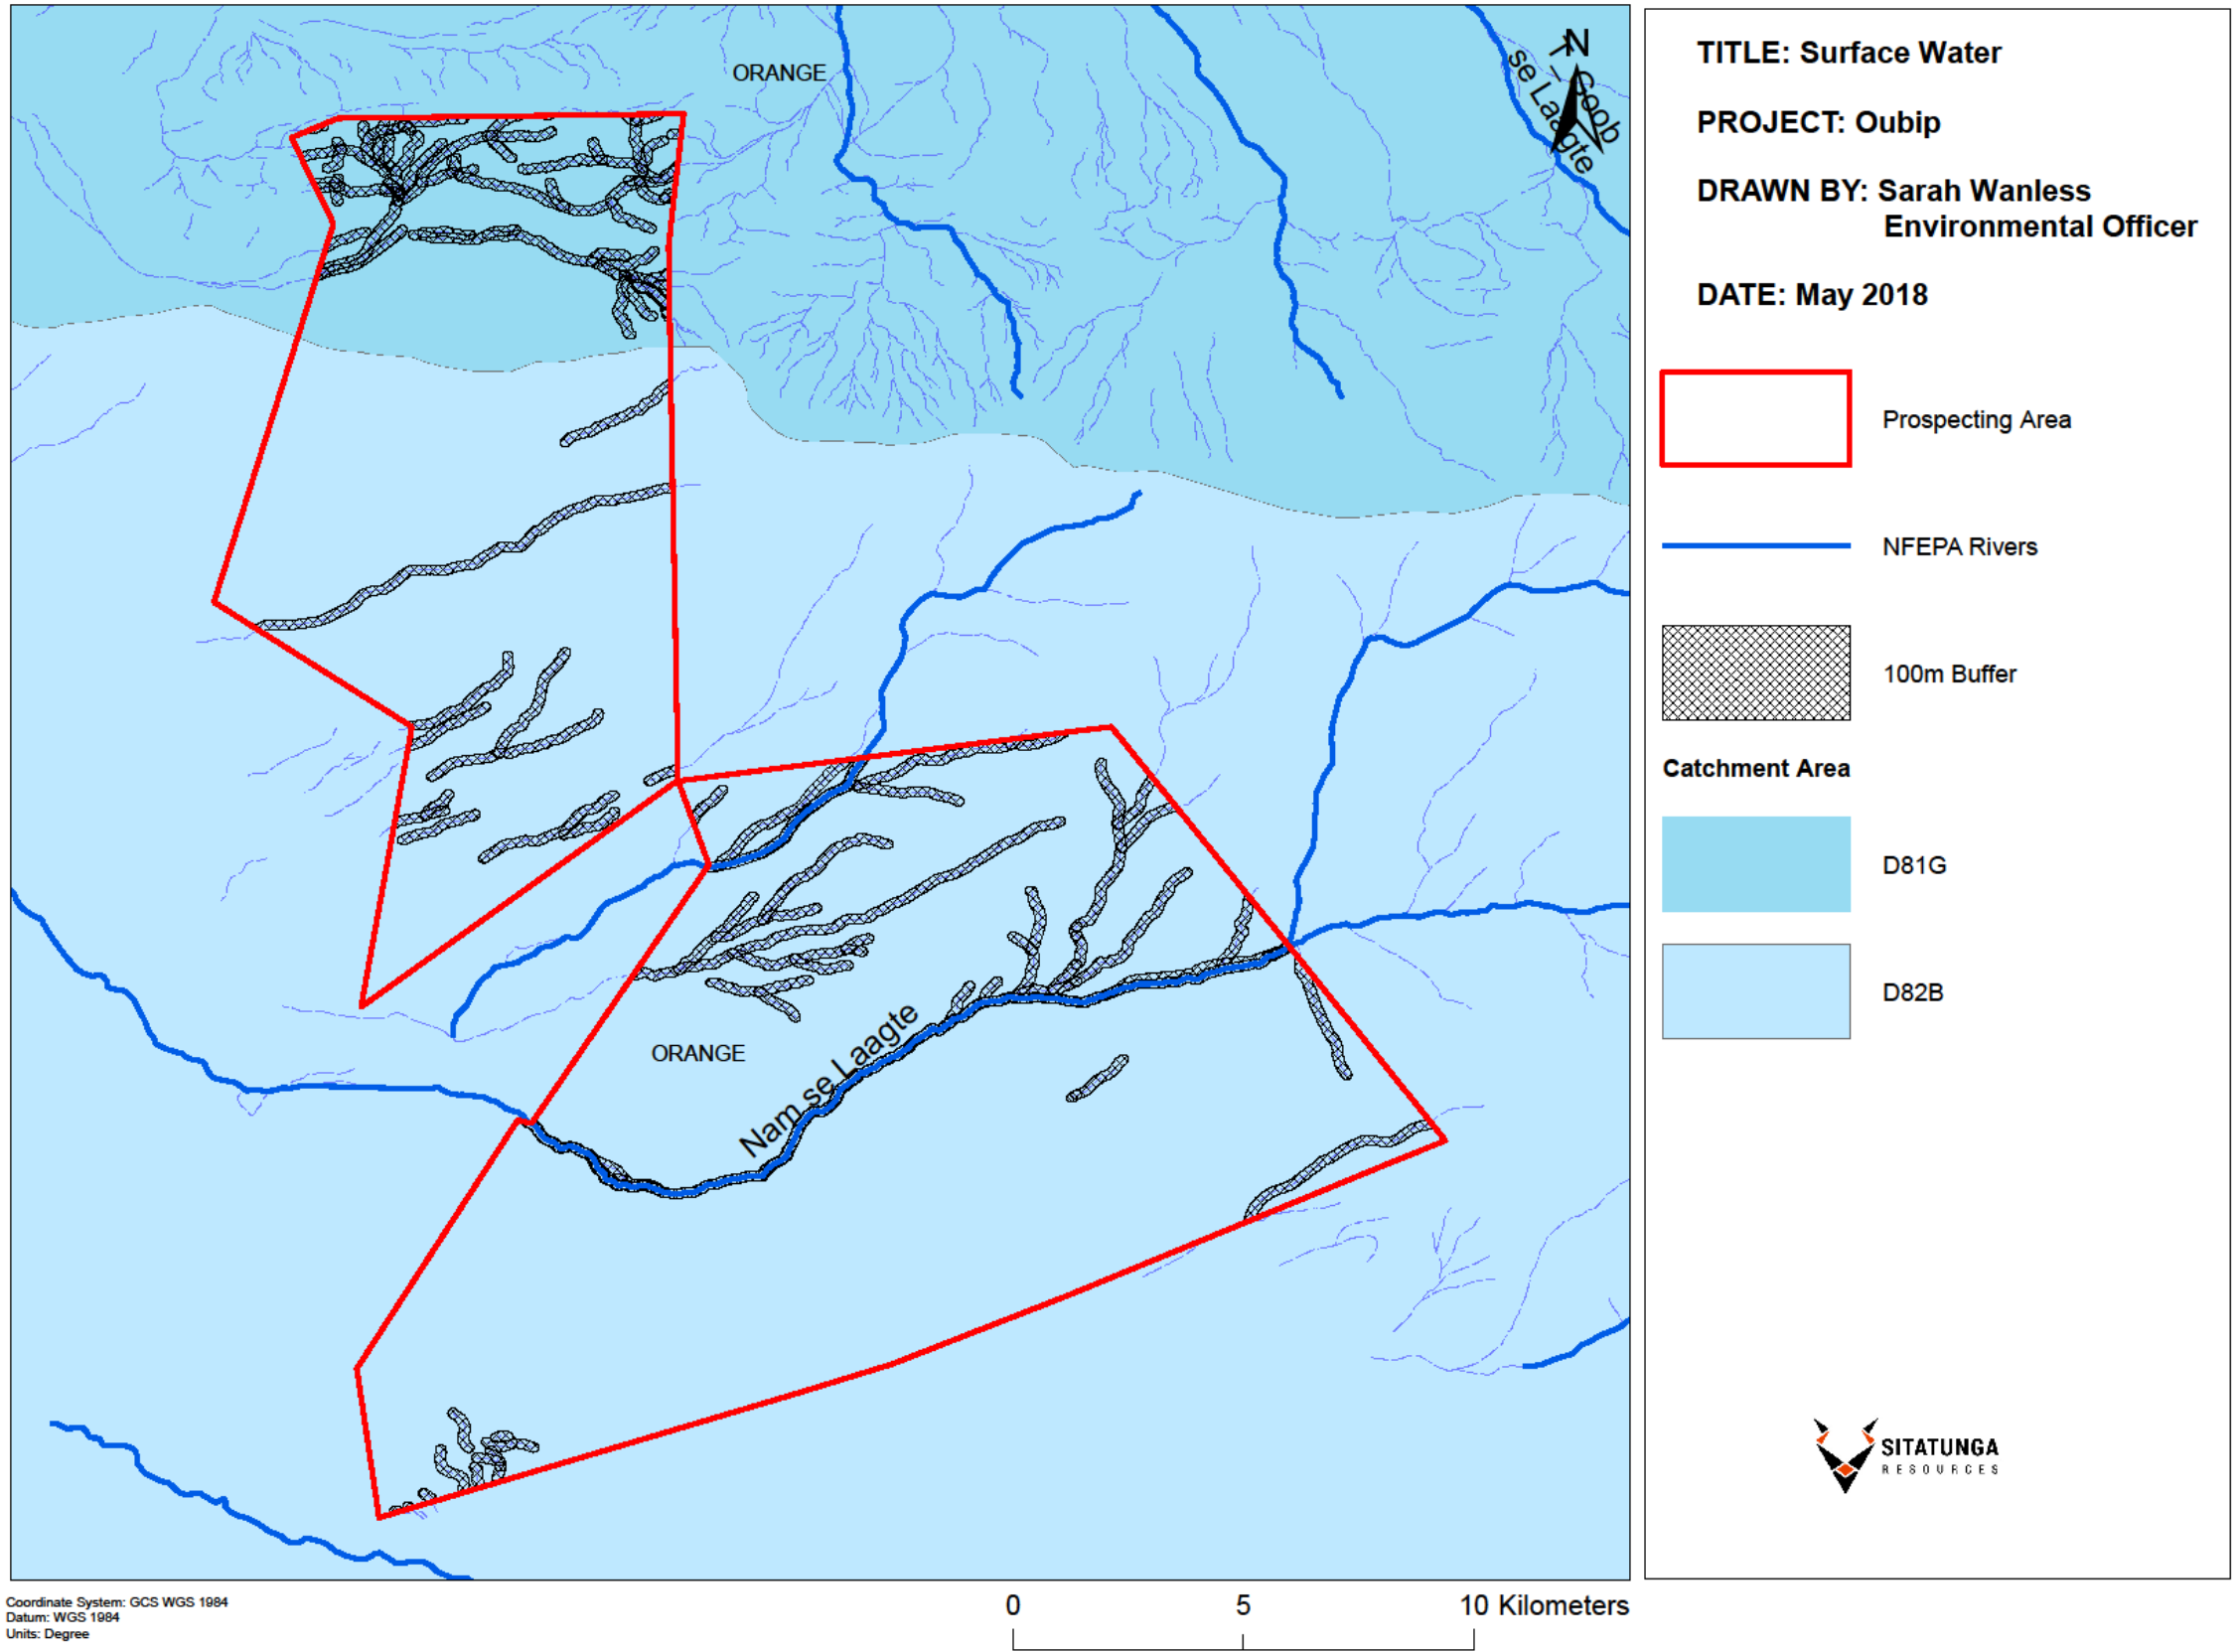 ORANGE
N
T_Goob
se Laagte
ORANGE
Nam se Laagte
TITLE: Surface Water
PROJECT: Oubip
DRAWN BY: Sarah Wanless
Environmental Officer
DATE: May 2018
Prospecting Area
NFEPA Rivers
100m Buffer
Catchment Area
D81G
D82B
SITATUNGA
RESOURCES
Coordinate System: GCS WGS 1984
Datum: WGS 1984
Units: Degree
0 5 10 Kilometers